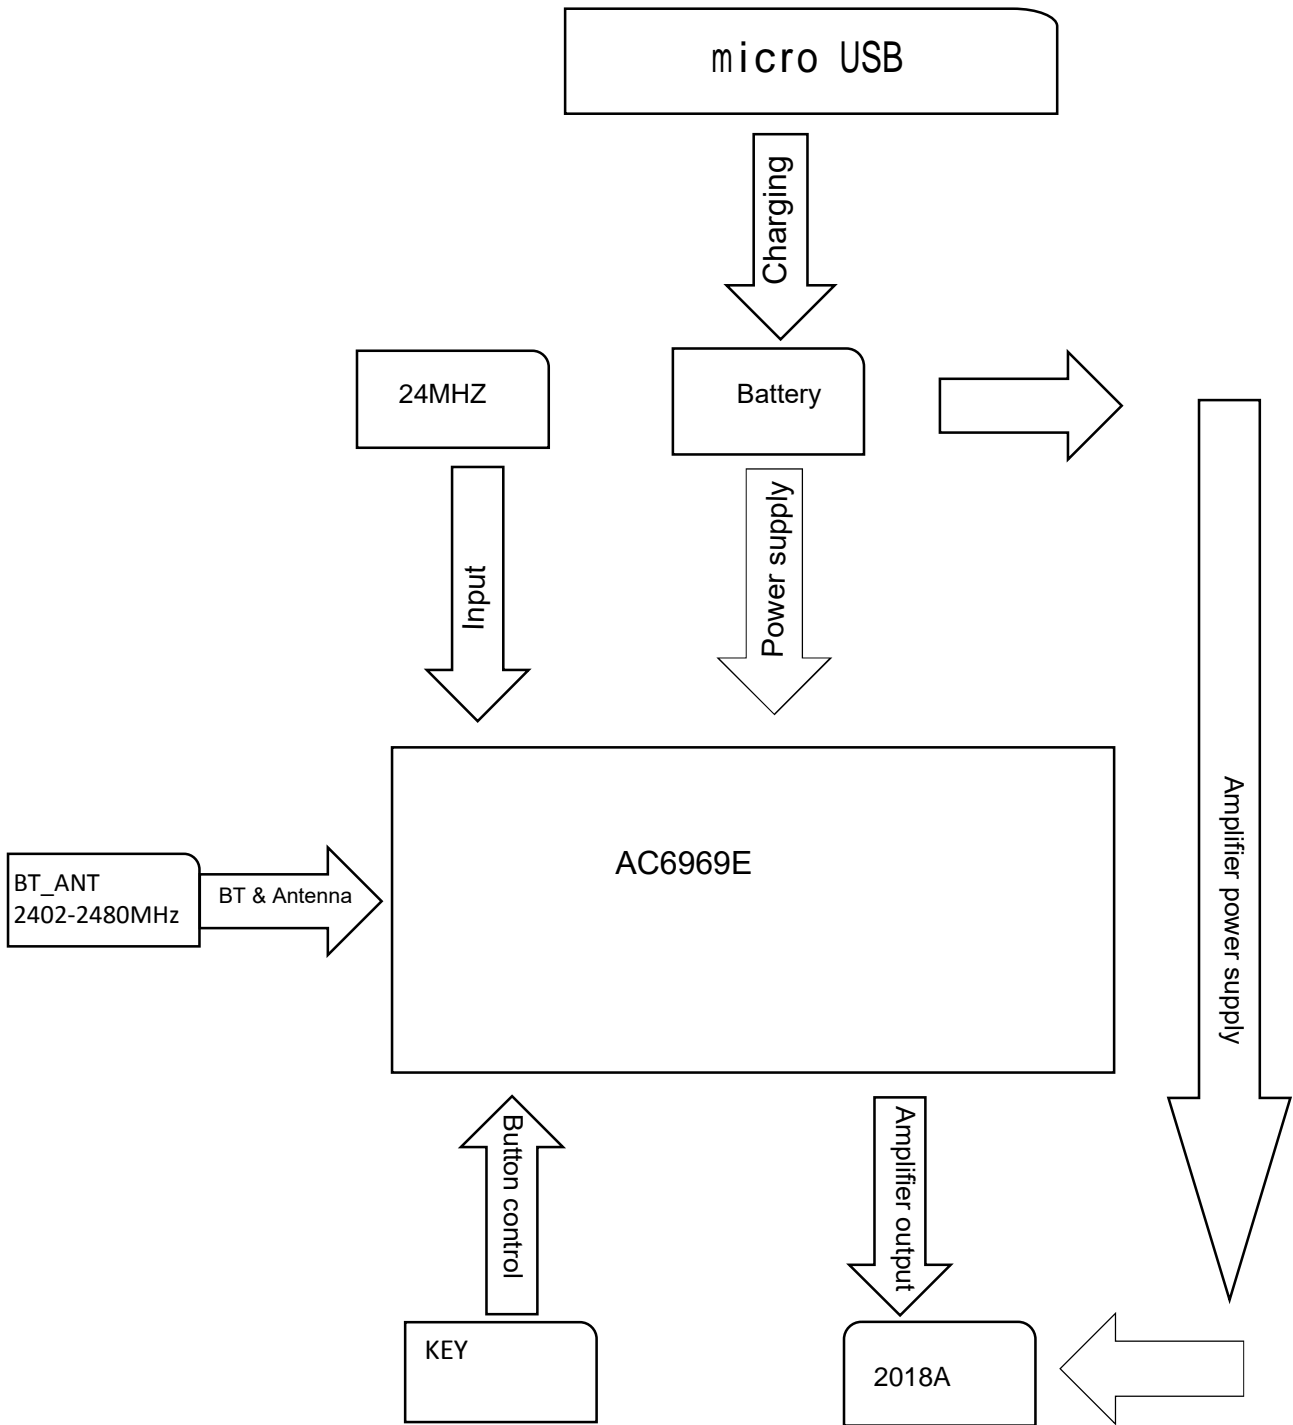 micro USB
Charging
24MHZ
Battery
Input
Power supply
AC6969E
BT_ANT
2402-2480MHz
BT & Antenna
Amplifier power supply
Button control
Amplifier output
KEY
2018A